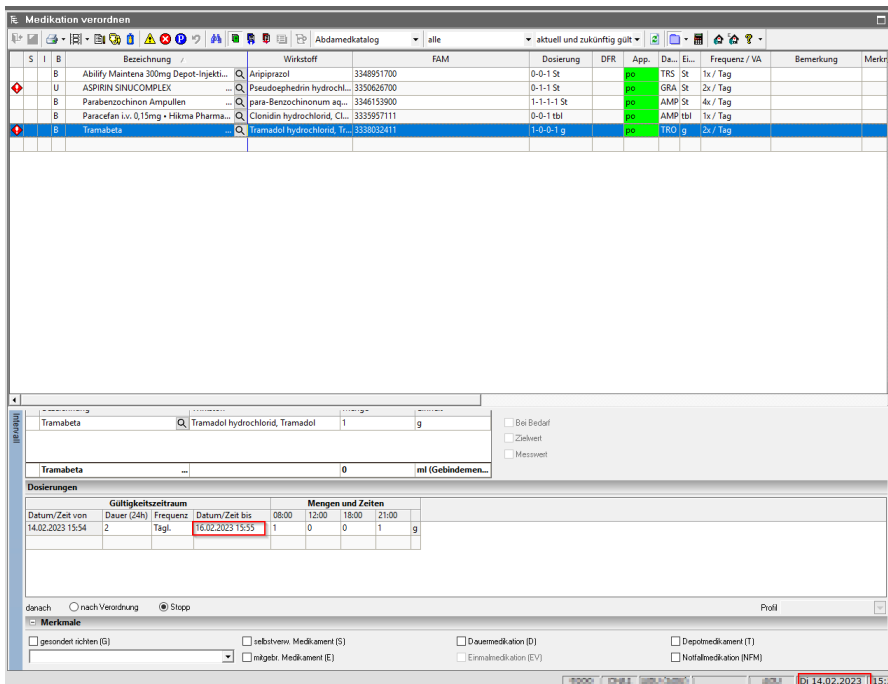 Medikation verordnen
Abdamedkatalog alle aktuell und zukünftig gült
S I B Bezeichnung / Wirkstoff FAM Dosierung DFR App. Da... Ei... Frequenz / VA Bemerkung Merkn
B Abilify Maintena 300mg Depot-Injekti... Aripiprazol 3348951700 0-0-1 St po TRS St 1x / Tag
U ASPIRIN SINUCOMPLEX ... Pseudoephedrin hydrochl... 3350626700 0-1-1 St po GRA St 2x / Tag
B Parabenzochinon Ampullen ... para-Benzochinonum aq... 3346153900 1-1-1-1 St po AMP St 4x / Tag
B Paracefan i.v. 0,15mg • Hikma Pharma... Clonidin hydrochlorid, Cl... 3335957111 0-0-1 tbl po AMP tbl 1x / Tag
B Tramabeta ... Tramadol hydrochlorid, Tr... 3338032411 1-0-0-1 g po TRO g 2x / Tag
Intervall
Tramabeta Tramadol hydrochlorid, Tramadol 1 g
Bei Bedarf
Zielwert
Messwert
Tramabeta ... 0 ml (Gebindemen...
Dosierungen
Gültigkeitszeitraum Mengen und Zeiten
Datum/Zeit von Dauer (24h) Frequenz Datum/Zeit bis 08:00 12:00 18:00 21:00
14.02.2023 15:54 2 Tägl. 16.02.2023 15:55 1 0 0 1 g
danach nach Verordnung Stopp Profil
Merkmale
gesondert richten (G) selbstverw. Medikament (S) Dauermedikation (D) Depotmedikament (T)
mitgebr. Medikament (E) Einmalmedikation (EV) Notfallmedikation (NFM)
Di 14.02.2023 15: